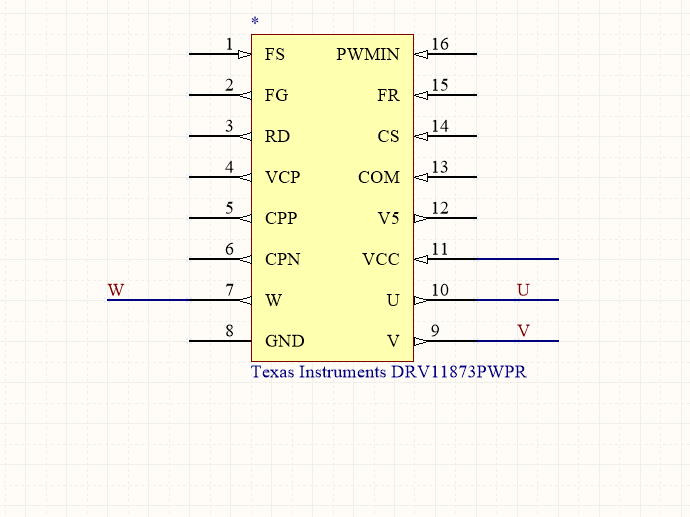 *
1 FS PWMIN 16
2 FG FR 15
3 RD CS 14
4 VCP COM 13
5 CPP V5 12
6 CPN VCC 11
W 7 W U 10 U
8 GND V 9 V
Texas Instruments DRV11873PWPR